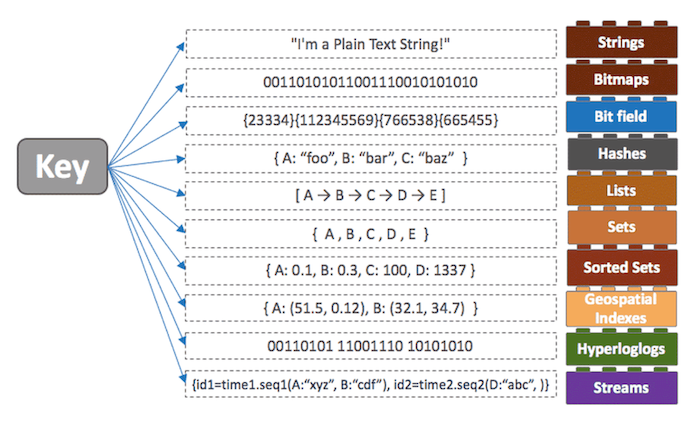 "I'm a Plain Text String!"
Strings
00110101011001110010101010
Bitmaps
{23334}{112345569}{766538}{665455}
Bit field
Key
{ A: “foo”, B: “bar”, C: “baz” }
Hashes
[ A → B → C → D → E ]
Lists
{ A , B , C , D , E }
Sets
{ A: 0.1, B: 0.3, C: 100, D: 1337 }
Sorted Sets
{ A: (51.5, 0.12), B: (32.1, 34.7) }
Geospatial
Indexes
00110101 11001110 10101010
Hyperloglogs
{id1=time1.seq1(A:“xyz”, B:“cdf”), id2=time2.seq2(D:“abc”, )}
Streams